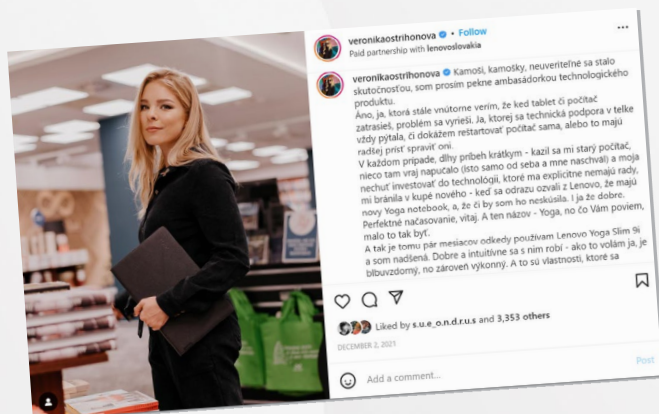 veronikaostrihonova • Follow
Paid partnership with lenovoslovakia
veronikaostrihonova Kamoši, kamošky, neuveriteľné sa stalo
skutočnosťou, som prosím pekne ambasádorkou technologického
produktu.
Áno, ja, ktorá stále vnútorne verím, že keď tablet či počítač
zatrasieš, problém sa vyrieši. Ja, ktorej sa technická podpora v telke
vždy pýtala, či dokážem reštartovať počítač sama, alebo to majú
radšej prísť spraviť oni.
V každom prípade, dlhý príbeh krátkym - kazil sa mi starý počítač,
niečo tam vraj napučalo (isto samo od seba a mne naschvál) a moja
nechuť investovať do technológií, ktoré ma explicitne nemajú rady,
mi bránila v kúpe nového - keď sa odrazu ozvali z Lenovo, že majú
nový Yoga notebook, a, že či by som ho neskúsila. I ja že dobre.
Perfektné načasovanie, vitaj. A ten názov - Yoga, no čo Vám poviem,
malo to tak byť.
A tak je tomu pár mesiacov odkedy používam Lenovo Yoga Slim 9i
a som nadšená. Dobre a intuitívne sa s ním robí - ako to volám ja, je
blbuvzdorný, no zároveň výkonný. A to sú vlastnosti, ktoré sa
Liked by s.u.e_o.n.d.r.u.s and 3,353 others
DECEMBER 2, 2021
Add a comment...
Post